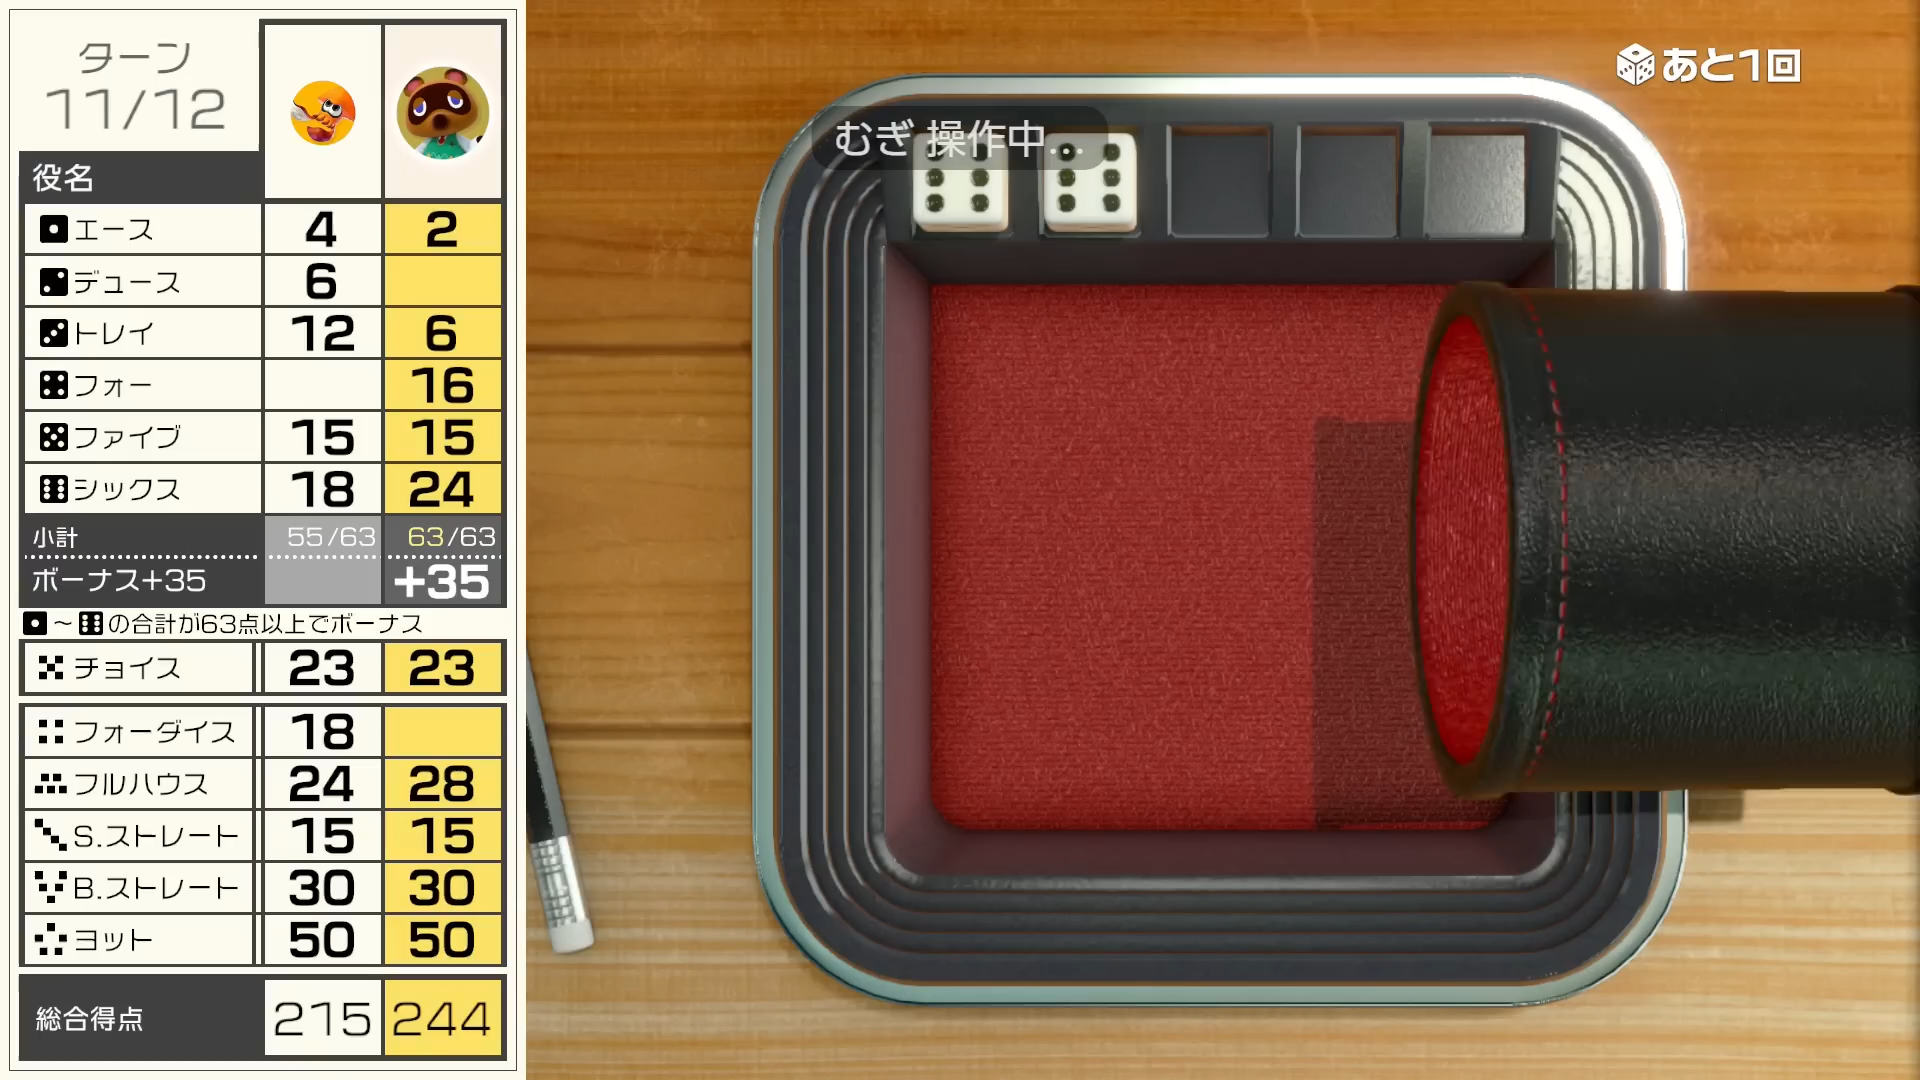 ターン
11/12
役名
エース 4 2
デュース 6
トレイ 12 6
フォー 16
ファイブ 15 15
シックス 18 24
小計 55/63 63/63
ボーナス+35 +35
～の合計が63点以上でボーナス
チョイス 23 23
フォーダイス 18
フルハウス 24 28
S.ストレート 15 15
B.ストレート 30 30
ヨット 50 50
総合得点 215 244
むぎ 操作中...
あと1回